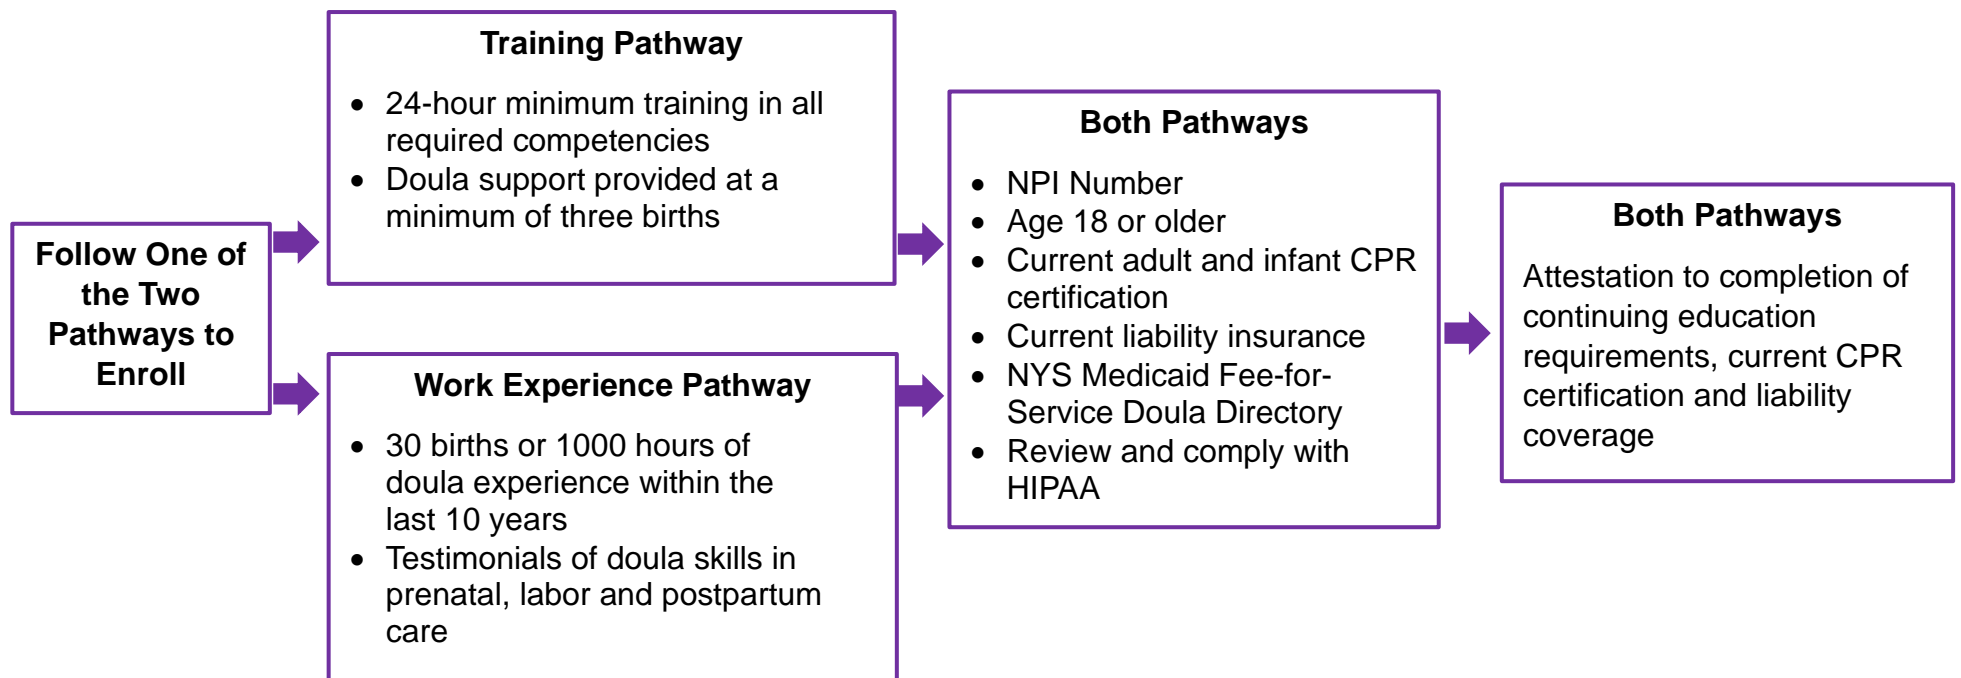 Follow One of
the Two
Pathways to
Enroll
Training Pathway
• 24-hour minimum training in all
required competencies
• Doula support provided at a
minimum of three births
Work Experience Pathway
• 30 births or 1000 hours of
doula experience within the
last 10 years
• Testimonials of doula skills in
prenatal, labor and postpartum
care
Both Pathways
• NPI Number
• Age 18 or older
• Current adult and infant CPR
certification
• Current liability insurance
• NYS Medicaid Fee-for-
Service Doula Directory
• Review and comply with
HIPAA
Both Pathways
Attestation to completion of
continuing education
requirements, current CPR
certification and liability
coverage